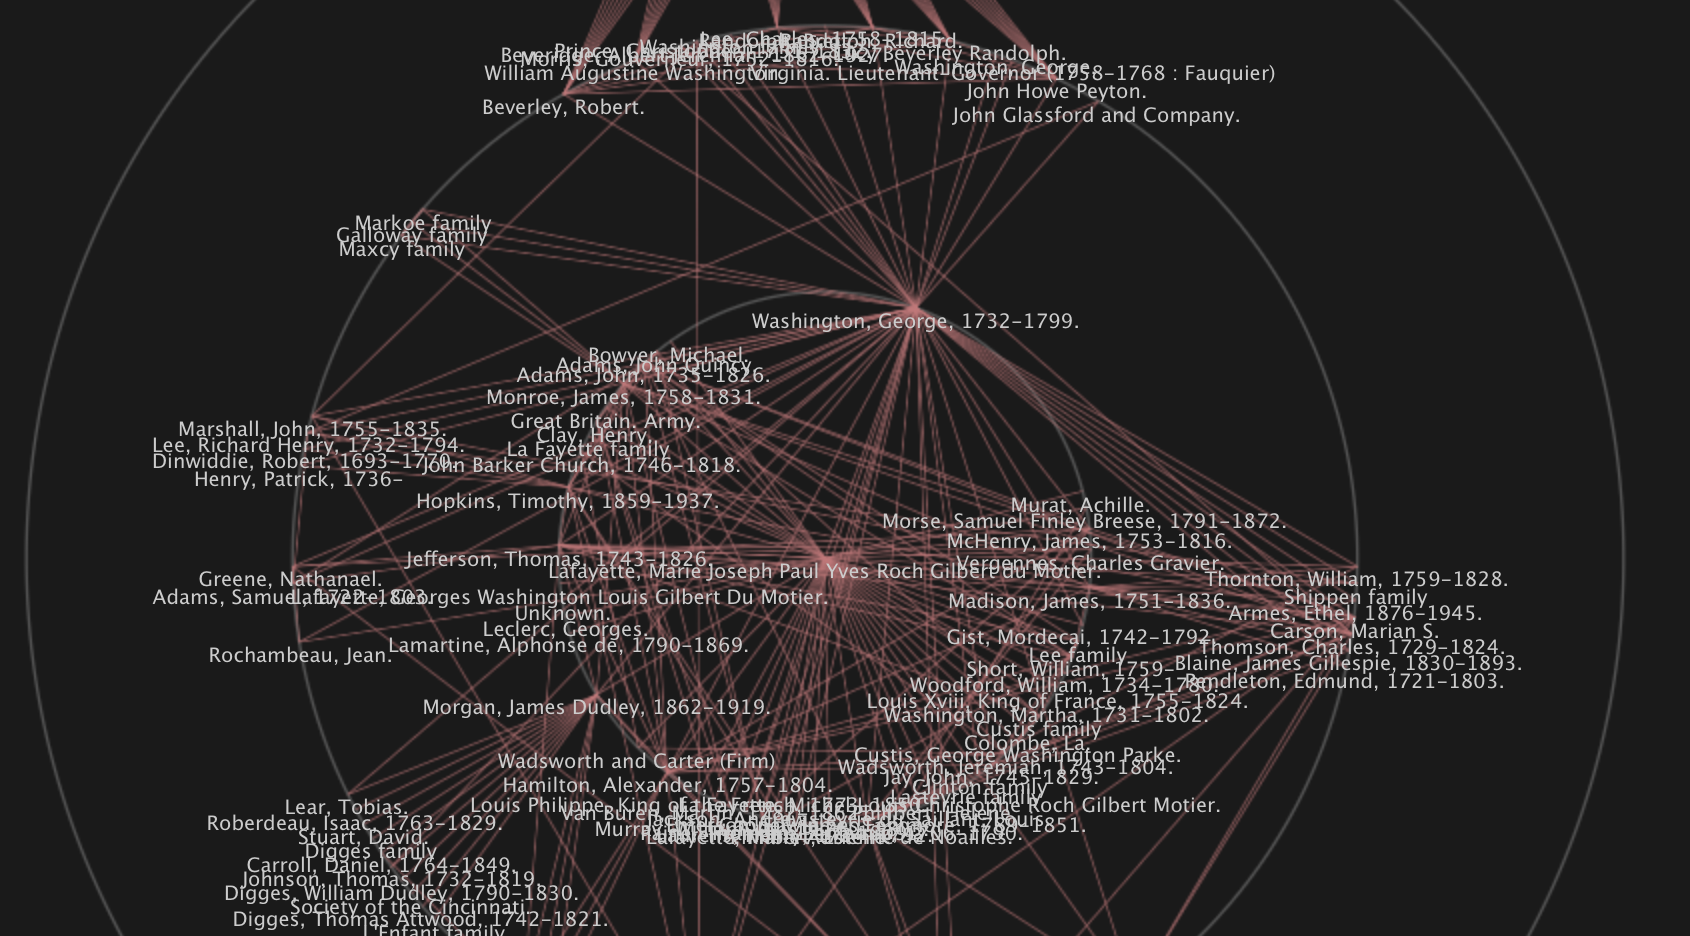 Lee, Charles, 1758-1815.
Richard.
Prince, Charles
Beverley Randolph.
Morris, Gouverneur, 1752-1816.
Washington, George.
William Augustine Washington.
Virginia. Lieutenant-Governor (1758-1768 : Fauquier)
John Howe Peyton.
Beverley, Robert.
John Glassford and Company.
Markoe family
Galloway family
Maxcy family
Washington, George, 1732-1799.
Bowyer, Michael.
Adams, John Quincy.
Adams, John, 1735-1826.
Monroe, James, 1758-1831.
Great Britain. Army.
Marshall, John, 1755-1835.
Clay, Henry.
Lee, Richard Henry, 1732-1794.
La Fayette family
Dinwiddie, Robert, 1693-1770.
John Barker Church, 1746-1818.
Henry, Patrick, 1736-
Hopkins, Timothy, 1859-1937.
Murat, Achille.
Morse, Samuel Finley Breese, 1791-1872.
McHenry, James, 1753-1816.
Jefferson, Thomas, 1743-1826.
Vergennes, Charles Gravier.
Lafayette, Marie Joseph Paul Yves Roch Gilbert du Motier.
Greene, Nathanael.
Thornton, William, 1759-1828.
Adams, Samuel, 1722-1803.
Lafayette, Georges Washington Louis Gilbert Du Motier.
Shippen family
Madison, James, 1751-1836.
Unknown.
Armes, Ethel, 1876-1945.
Leclerc, Georges.
Carson, Marian S.
Gist, Mordecai, 1742-1792.
Lamartine, Alphonse de, 1790-1869.
Thomson, Charles, 1729-1824.
Rochambeau, Jean.
Lee family
Blaine, James Gillespie, 1830-1893.
Short, William, 1759-
Woodford, William, 1734-1780.
Pendleton, Edmund, 1721-1803.
Louis Xviii, King of France, 1755-1824.
Morgan, James Dudley, 1862-1919.
Washington, Martha, 1731-1802.
Custis family
Colombe, La.
Custis, George Washington Parke.
Wadsworth and Carter (Firm)
Wadsworth, Jeremiah, 1743-1804.
Jay, John, 1745-1829.
Hamilton, Alexander, 1757-1804.
Clinton family
Lear, Tobias.
Louis Philippe, King of the French, 1773-1850.
Christophe Roch Gilbert Motier.
Roberdeau, Isaac, 1763-1829.
Stuart, David.
Digges family
Carroll, Daniel, 1764-1849.
Johnson, Thomas, 1732-1819.
Digges, William Dudley, 1790-1830.
Society of the Cincinnati.
Digges, Thomas Attwood, 1742-1821.
L'Enfant family